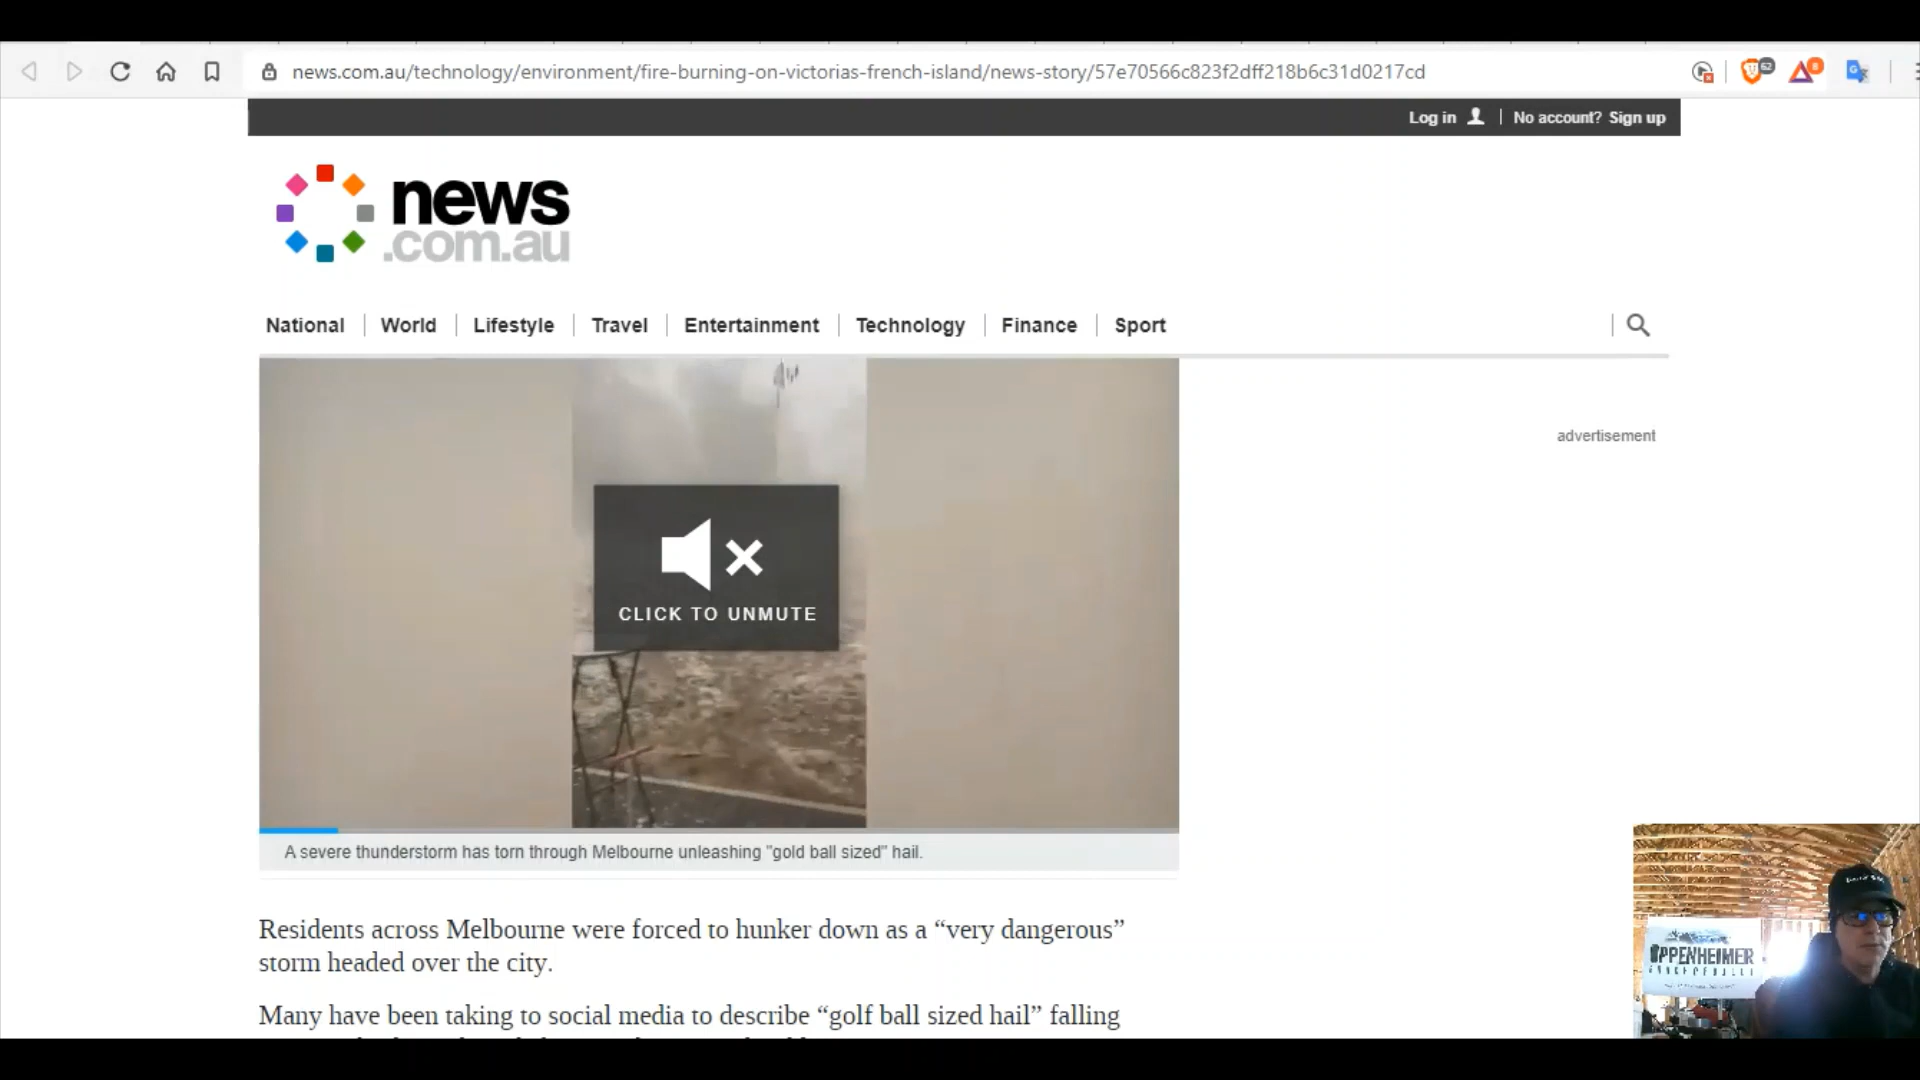 news.com.au/technology/environment/fire-burning-on-victorias-french-island/news-story/57e70566c823f2dff218b6c31d0217cd
62
8
Log in | No account? Sign up
news
.com.au
National | World | Lifestyle | Travel | Entertainment | Technology | Finance | Sport
advertisement
CLICK TO UNMUTE
A severe thunderstorm has torn through Melbourne unleashing "gold ball sized" hail.
Residents across Melbourne were forced to hunker down as a “very dangerous”
storm headed over the city.
Many have been taking to social media to describe “golf ball sized hail” falling
OPPENHEIMER